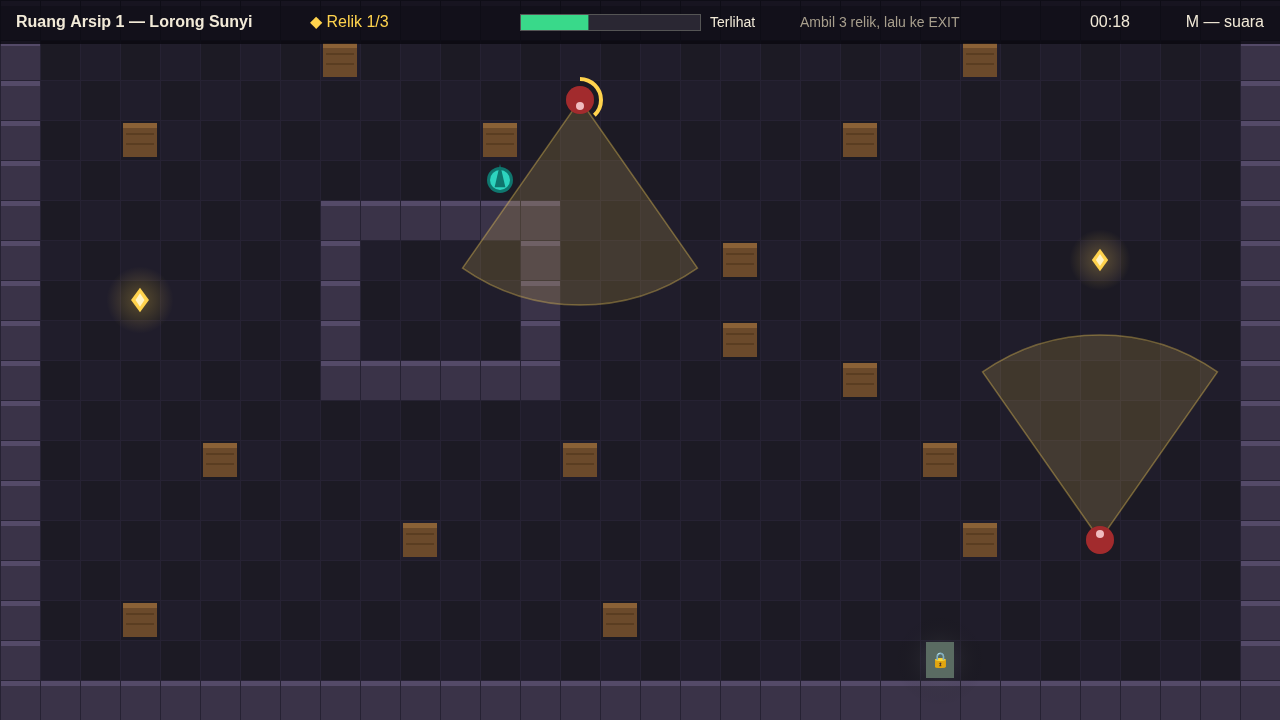 Ruang Arsip 1 — Lorong Sunyi
◆ Relik 1/3
Terlihat
Ambil 3 relik, lalu ke EXIT
00:18
M — suara